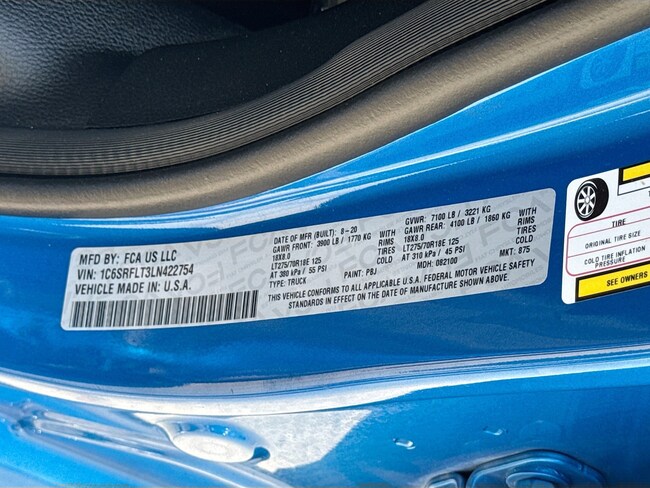 MFD BY: FCA US LLC
VIN: 1C6SRFLT3LN422754
VEHICLE MADE IN U.S.A.
DATE OF MFR (BUILT): 8-20
GAWR FRONT: 3900 LB / 1770 KG WITH
18X8.0 RIMS
LT275/70R18E 125 TIRES
AT 380 kPa / 55 PSI COLD
TYPE: TRUCK PAINT: PBJ
GVWR: 7100 LB / 3221 KG
GAWR REAR: 4100 LB / 1860 KG WITH
18X8.0 RIMS
LT275/70R18E 125 TIRES
AT 310 kPa / 45 PSI COLD
MDH: 082100 MKT: 875
THIS VEHICLE CONFORMS TO ALL APPLICABLE U.S.A. FEDERAL MOTOR VEHICLE SAFETY
STANDARDS IN EFFECT ON THE DATE OF MANUFACTURE SHOWN ABOVE.
TIRE
ORIGINAL TIRE SIZE
COLD TIRE INFLATION
PRESSURE
SEE OWNERS